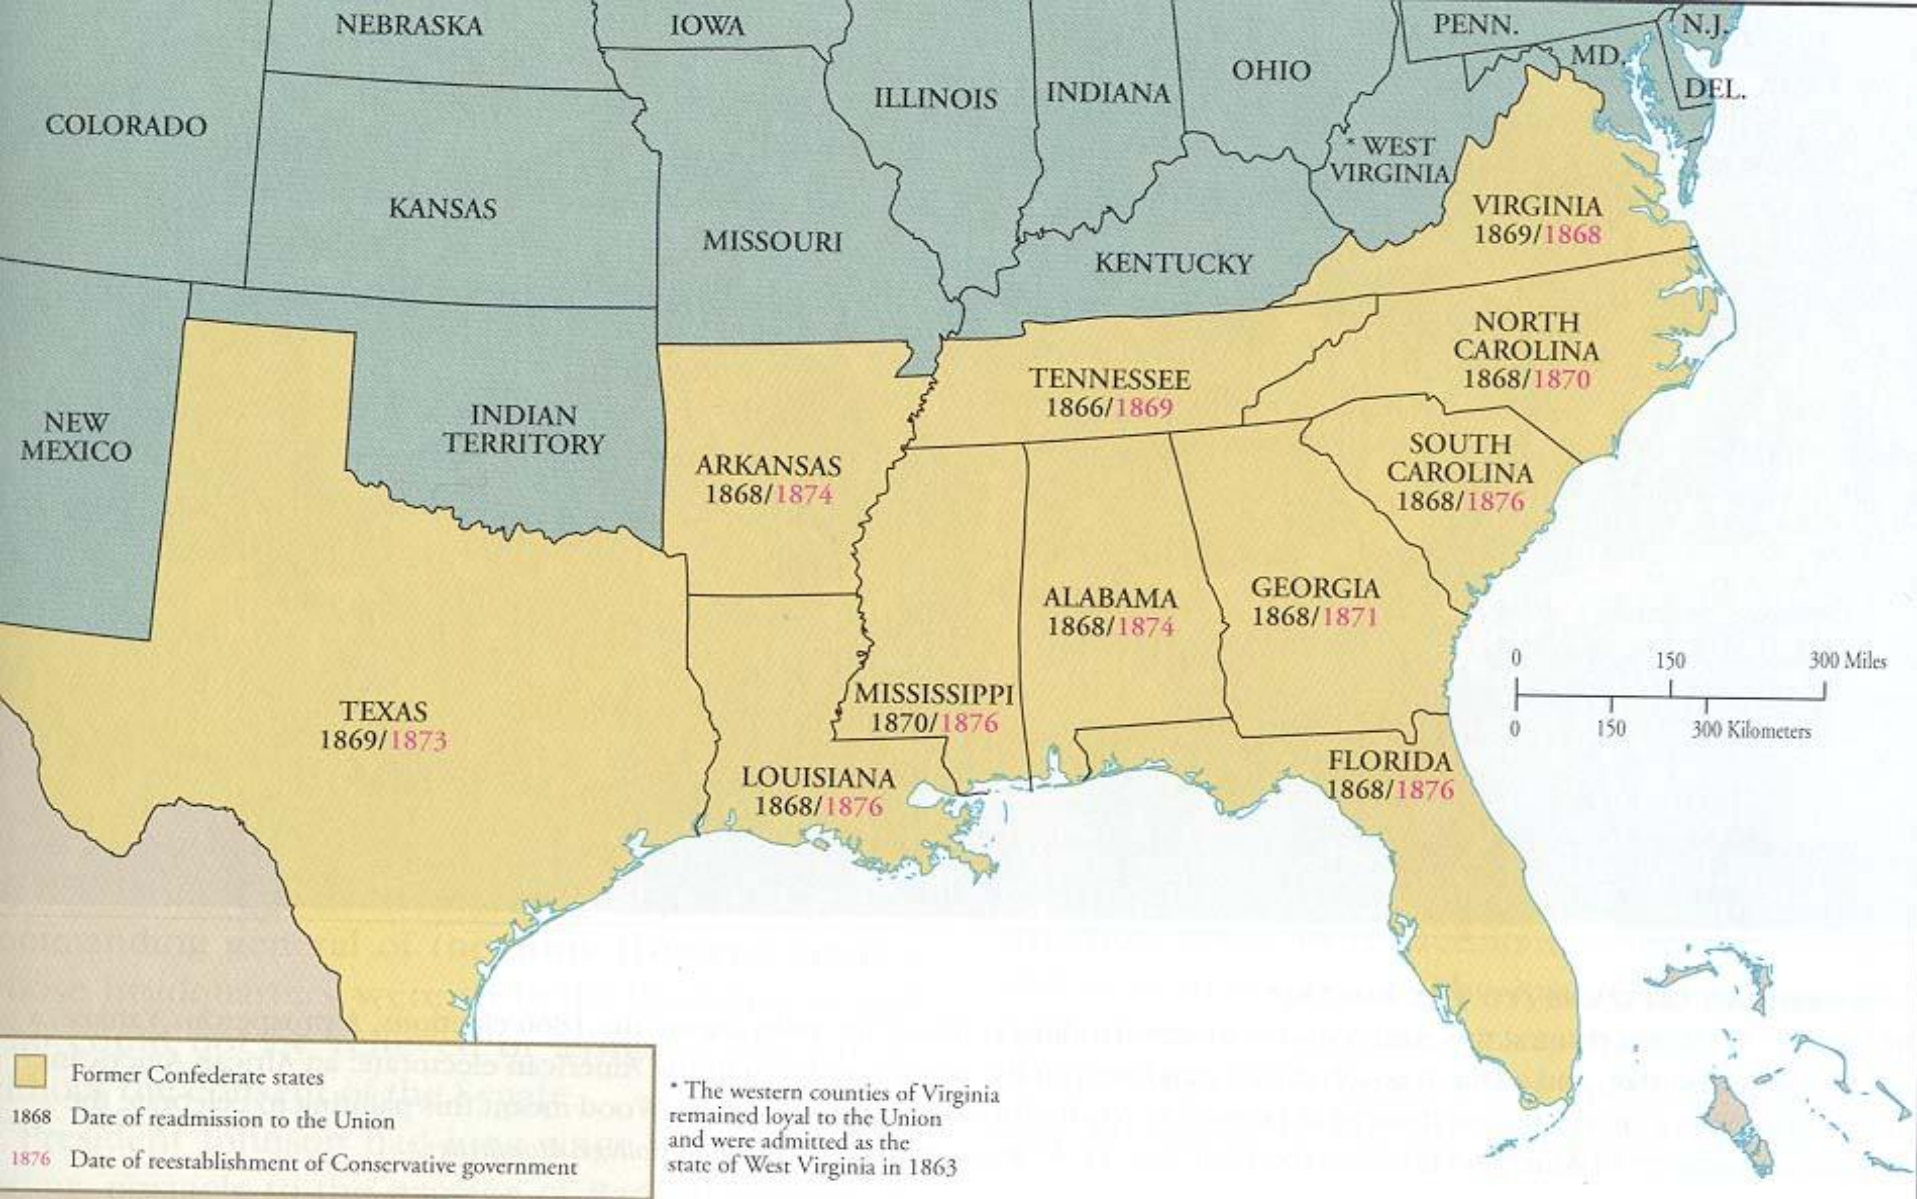 NEBRASKA
IOWA
PENN.
N.J.
MD.
OHIO
DEL.
ILLINOIS
INDIANA
COLORADO
* WEST
VIRGINIA
KANSAS
VIRGINIA
1869/1868
MISSOURI
KENTUCKY
NORTH
CAROLINA
1868/1870
TENNESSEE
1866/1869
NEW
MEXICO
INDIAN
TERRITORY
ARKANSAS
1868/1874
SOUTH
CAROLINA
1868/1876
ALABAMA
1868/1874
GEORGIA
1868/1871
0 150 300 Miles
0 150 300 Kilometers
TEXAS
1869/1873
MISSISSIPPI
1870/1876
LOUISIANA
1868/1876
FLORIDA
1868/1876
Former Confederate states
1868 Date of readmission to the Union
1876 Date of reestablishment of Conservative government
* The western counties of Virginia
remained loyal to the Union
and were admitted as the
state of West Virginia in 1863